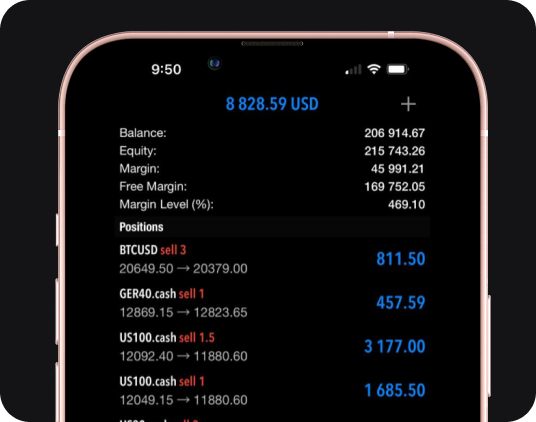 9:50
8 828.59 USD
Balance: 206 914.67
Equity: 215 743.26
Margin: 45 991.21
Free Margin: 169 752.05
Margin Level (%): 469.10
Positions
BTCUSD sell 3
20649.50 → 20379.00 811.50
GER40.cash sell 1
12869.15 → 12823.65 457.59
US100.cash sell 1.5
12092.40 → 11880.60 3 177.00
US100.cash sell 1
12049.15 → 11880.60 1 685.50